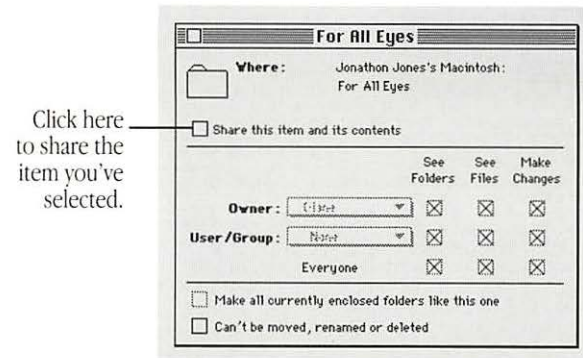 For All Eyes
Where: Jonathon Jones's Macintosh:
For All Eyes
Click here
to share the
item you've
selected.
Share this item and its contents
See Folders See Files Make Changes
Owner:
User/Group: None
Everyone
Make all currently enclosed folders like this one
Can't be moved, renamed or deleted